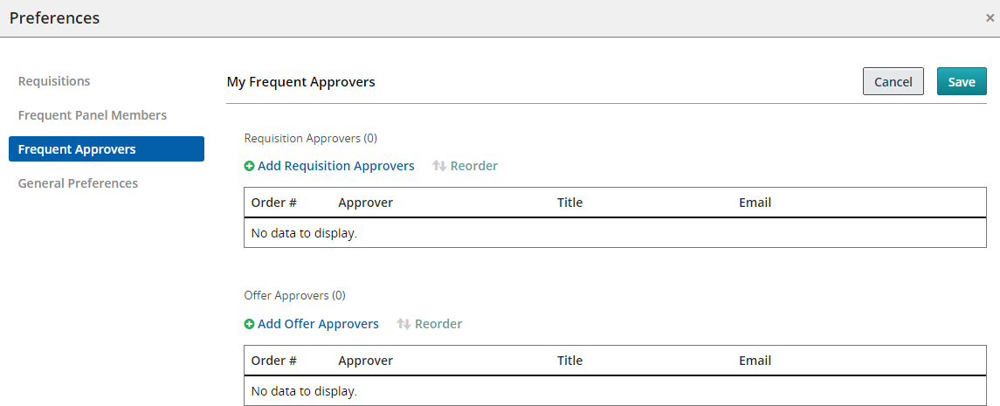 Preferences
×
Requisitions
Frequent Panel Members
Frequent Approvers
General Preferences
My Frequent Approvers
Cancel
Save
Requisition Approvers (0)
Add Requisition Approvers
Reorder
Order # Approver Title Email
No data to display.
Offer Approvers (0)
Add Offer Approvers
Reorder
Order # Approver Title Email
No data to display.